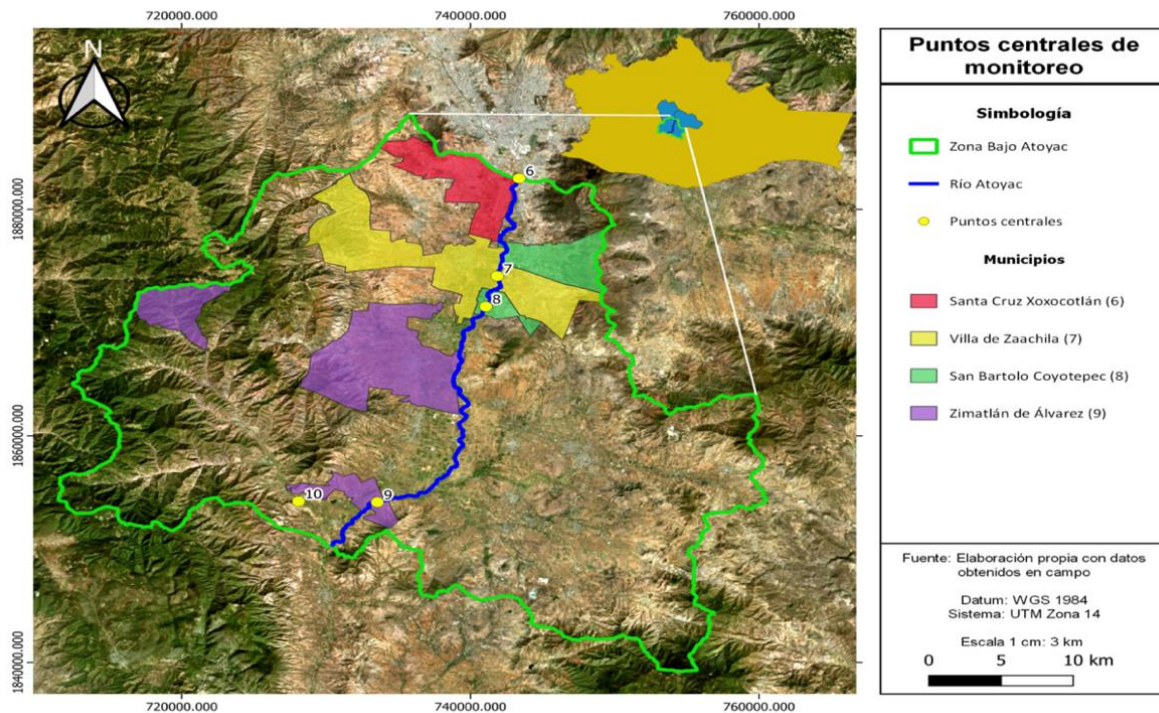 720000.000 740000.000 760000.000
N
1880000.000
1860000.000
1840000.000
6
7
8
10
9
720000.000 740000.000 760000.000
Puntos centrales de
monitoreo
Simbología
Zona Bajo Atoyac
Río Atoyac
Puntos centrales
Municipios
Santa Cruz Xoxocotlán (6)
Villa de Zaachila (7)
San Bartolo Coyotepec (8)
Zimatlán de Álvarez (9)
Fuente: Elaboración propia con datos
obtenidos en campo
Datum: WGS 1984
Sistema: UTM Zona 14
Escala 1 cm: 3 km
0 5 10 km